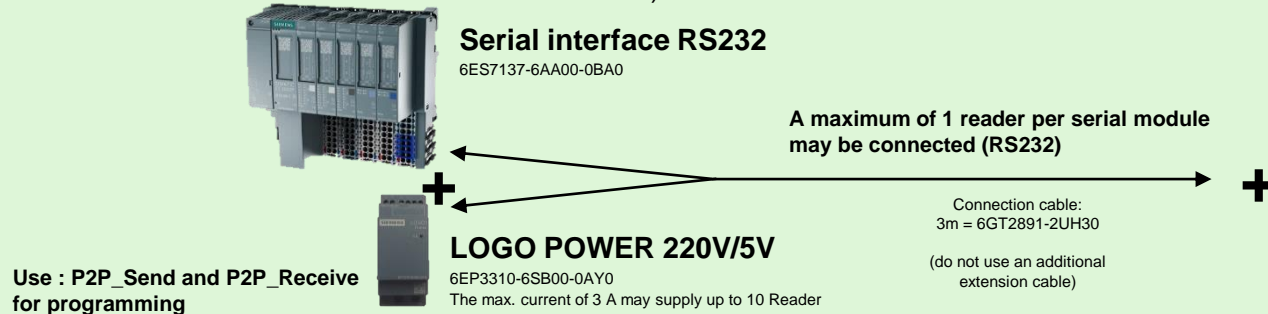 Serial interface RS232
6ES7137-6AA00-0BA0
A maximum of 1 reader per serial module
may be connected (RS232)
Connection cable:
3m = 6GT2891-2UH30
(do not use an additional
extension cable)
LOGO POWER 220V/5V
6EP3310-6SB00-0AY0
The max. current of 3 A may supply up to 10 Reader
Use : P2P_Send and P2P_Receive
for programming
SIEMENS